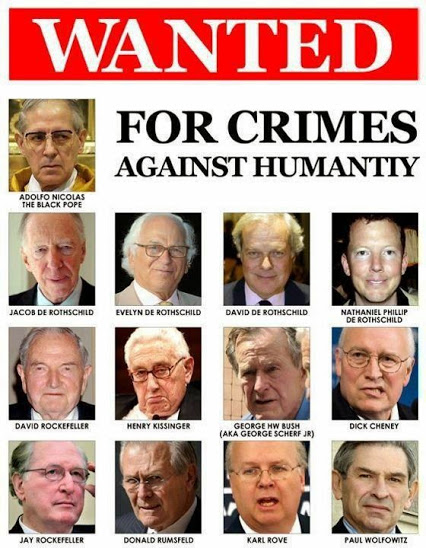 WANTED
FOR CRIMES
AGAINST HUMANTIY
ADOLFO NICOLAS
THE BLACK POPE
JACOB DE ROTHSCHILD
EVELYN DE ROTHSCHILD
DAVID DE ROTHSCHILD
NATHANIEL PHILLIP
DE ROTHSCHILD
DAVID ROCKEFELLER
HENRY KISSINGER
GEORGE HW BUSH
(AKA GEORGE SCHERF JR)
DICK CHENEY
JAY ROCKEFELLER
DONALD RUMSFELD
KARL ROVE
PAUL WOLFOWITZ